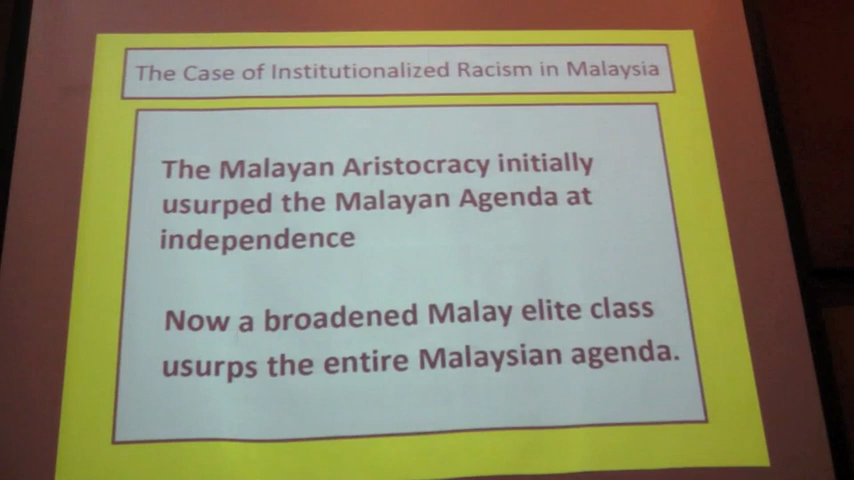 The Case of Institutionalized Racism in Malaysia
The Malayan Aristocracy initially
usurped the Malayan Agenda at
independence
Now a broadened Malay elite class
usurps the entire Malaysian agenda.